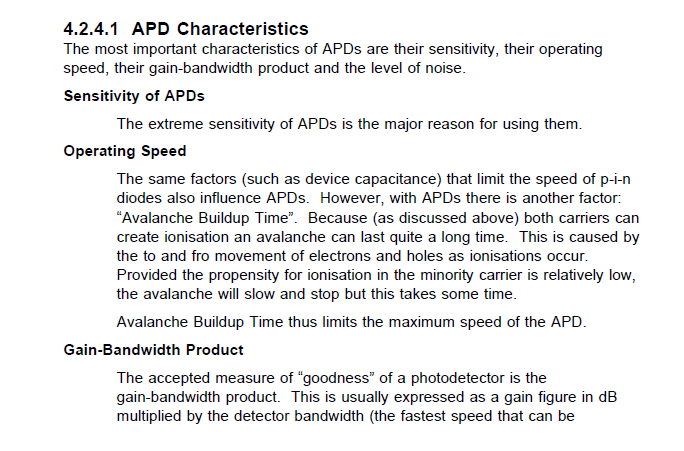 4.2.4.1 APD Characteristics
The most important characteristics of APDs are their sensitivity, their operating
speed, their gain-bandwidth product and the level of noise.
Sensitivity of APDs
The extreme sensitivity of APDs is the major reason for using them.
Operating Speed
The same factors (such as device capacitance) that limit the speed of p-i-n
diodes also influence APDs.  However, with APDs there is another factor:
“Avalanche Buildup Time”.  Because (as discussed above) both carriers can
create ionisation an avalanche can last quite a long time.  This is caused by
the to and fro movement of electrons and holes as ionisations occur.
Provided the propensity for ionisation in the minority carrier is relatively low,
the avalanche will slow and stop but this takes some time.
Avalanche Buildup Time thus limits the maximum speed of the APD.
Gain-Bandwidth Product
The accepted measure of “goodness” of a photodetector is the
gain-bandwidth product.  This is usually expressed as a gain figure in dB
multiplied by the detector bandwidth (the fastest speed that can be